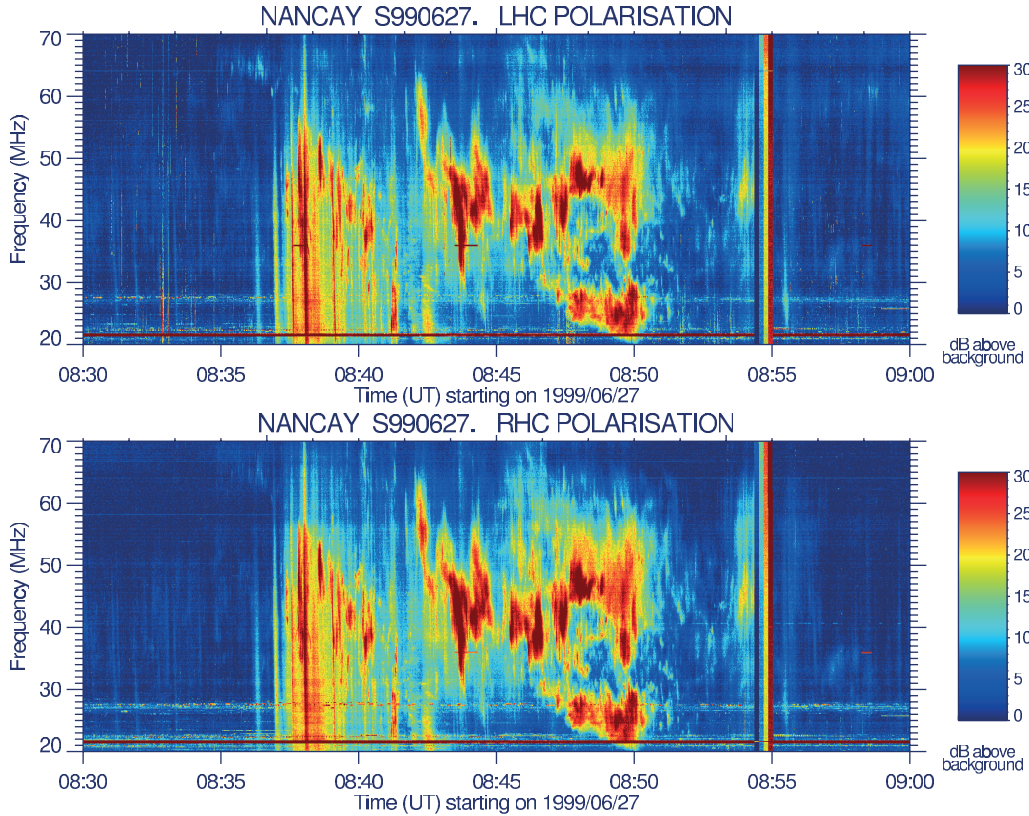 NANCAY S990627. LHC POLARISATION
Frequency (MHz)
70
60
50
40
30
20
08:30 08:35 08:40 08:45 08:50 08:55 09:00
Time (UT) starting on 1999/06/27
30
25
20
15
10
5
0
dB above
background
NANCAY S990627. RHC POLARISATION
Frequency (MHz)
70
60
50
40
30
20
08:30 08:35 08:40 08:45 08:50 08:55 09:00
Time (UT) starting on 1999/06/27
30
25
20
15
10
5
0
dB above
background